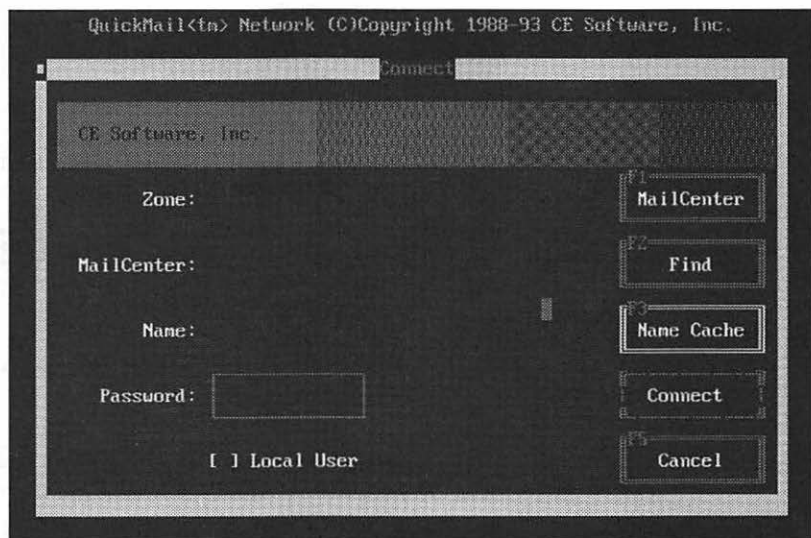 QuickMail<tm> Network (C)Copyright 1988-93 CE Software, Inc.
Connect
CE Software, Inc.
Zone:
F1
MailCenter
MailCenter:
F2
Find
Name:
F3
Name Cache
Password:
Connect
[ ] Local User
F5
Cancel